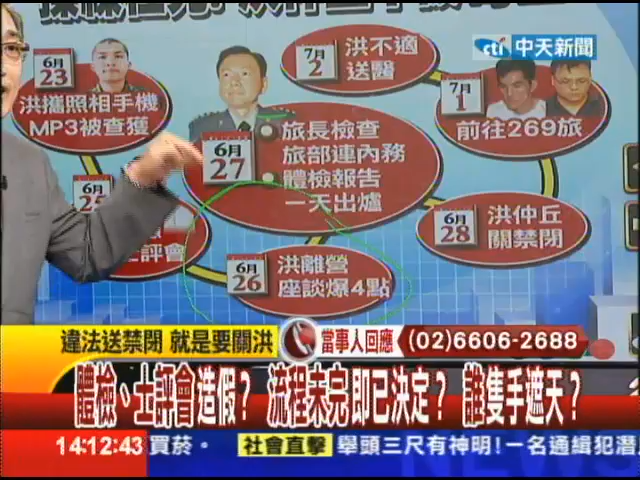 cti 中天新聞
6月
23
洪攜照相手機
MP3被查獲
7月
2
洪不適
送醫
7月
1
前往269旅
6月
27
旅長檢查
旅部連內務
體檢報告
一天出爐
6月
25
士評會
6月
28
洪仲丘
關禁閉
6月
26
洪離營
座談爆4點
違法送禁閉 就是要關洪
當事人回應
(02)6606-2688
體檢、士評會造假? 流程未完即已決定? 誰隻手遮天?
14:12:43 買菸。 社會直擊 舉頭三尺有神明!一名通緝犯潛
NEWS